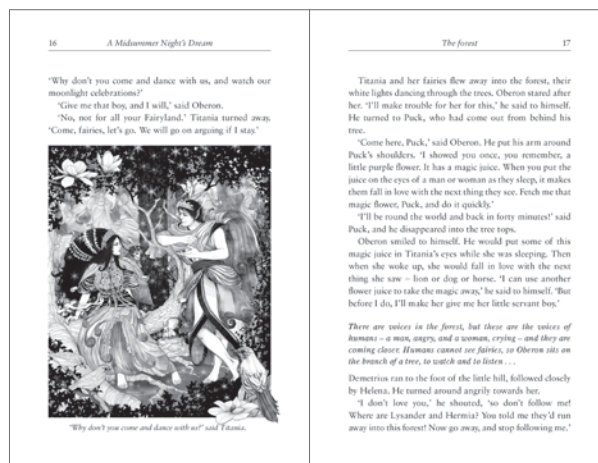 16
A Midsummer Night's Dream
'Why don't you come and dance with us, and watch our
moonlight celebrations?'
'Give me that boy, and I will,' said Oberon.
'No, not for all your Fairyland.' Titania turned away.
'Come, fairies, let's go. We will go on arguing if I stay.'
'Why don't you come and dance with us?' said Titania.
The forest
17
Titania and her fairies flew away into the forest, their
white lights dancing through the trees. Oberon stared after
her. 'I'll make trouble for her for this,' he said to himself.
He turned to Puck, who had come out from behind his
tree.
'Come here, Puck,' said Oberon. He put his arm around
Puck's shoulders. 'I showed you once, you remember, a
little purple flower. It has a magic juice. When you put the
juice on the eyes of a man or woman as they sleep, it makes
them fall in love with the next thing they see. Fetch me that
magic flower, Puck, and do it quickly.'
'I'll be round the world and back in forty minutes!' said
Puck, and he disappeared into the tree tops.
Oberon smiled to himself. He would put some of this
magic juice in Titania's eyes while she was sleeping. Then
when she woke up, she would fall in love with the next
thing she saw – lion or dog or horse. 'I can use another
flower juice to take the magic away,' he said to himself. 'But
before I do, I'll make her give me her little servant boy.'
There are voices in the forest, but these are the voices of
humans – a man, angry, and a woman, crying – and they are
coming closer. Humans cannot see fairies, so Oberon sits on
the branch of a tree, to watch and to listen . . .
Demetrius ran to the foot of the little hill, followed closely
by Helena. He turned around angrily towards her.
'I don't love you,' he shouted, 'so don't follow me!
Where are Lysander and Hermia? You told me they'd run
away into this forest! Now go away, and stop following me.'